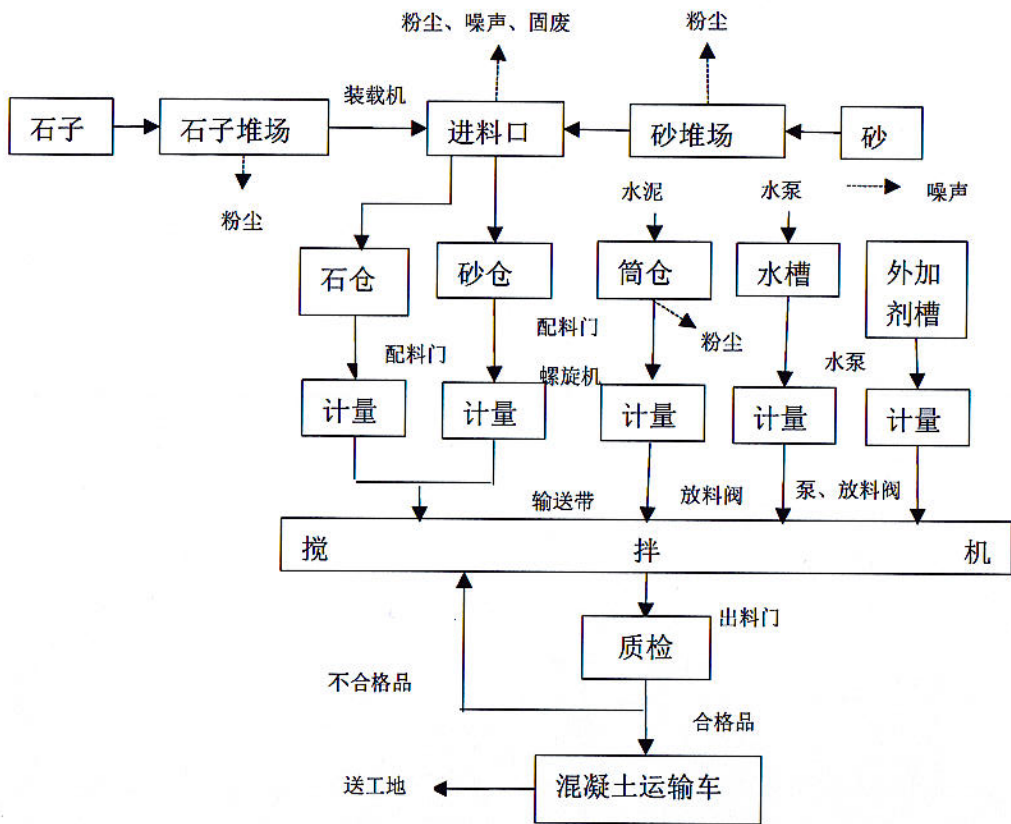 粉尘、噪声、固废
粉尘
装载机
石子
石子堆场
进料口
砂堆场
砂
粉尘
水泥
水泵
噪声
石仓
砂仓
筒仓
水槽
外加
剂槽
配料门
配料门
粉尘
螺旋机
水泵
计量
计量
计量
计量
计量
输送带
放料阀
泵、放料阀
搅 拌 机
出料门
质检
不合格品
合格品
送工地
混凝土运输车